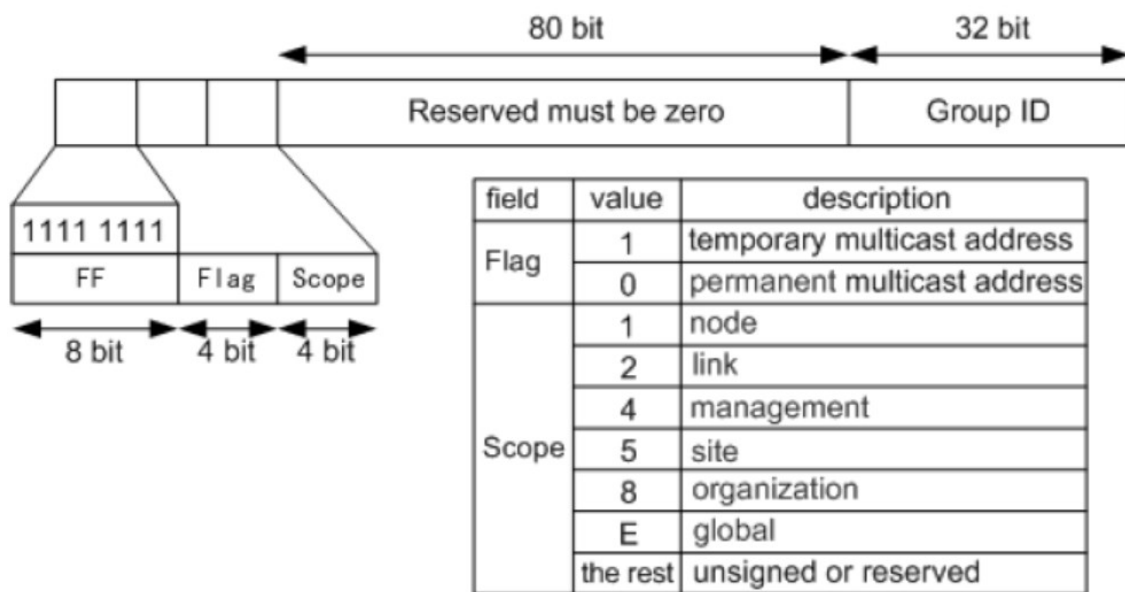 80 bit 32 bit
Reserved must be zero Group ID
1111 1111
FF Flag Scope
8 bit 4 bit 4 bit
field value description
Flag 1 temporary multicast address
0 permanent multicast address
Scope 1 node
2 link
4 management
5 site
8 organization
E global
the rest unsigned or reserved